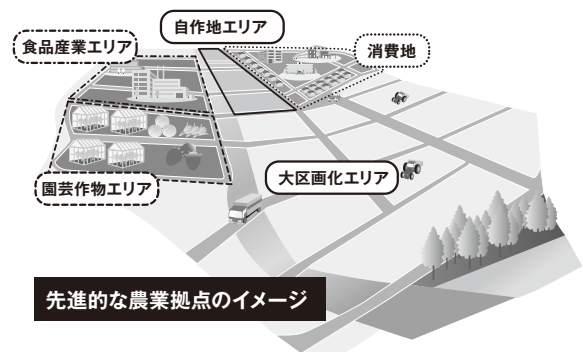 自作地エリア
食品産業エリア
消費地
園芸作物エリア
大区画化エリア
先進的な農業拠点のイメージ